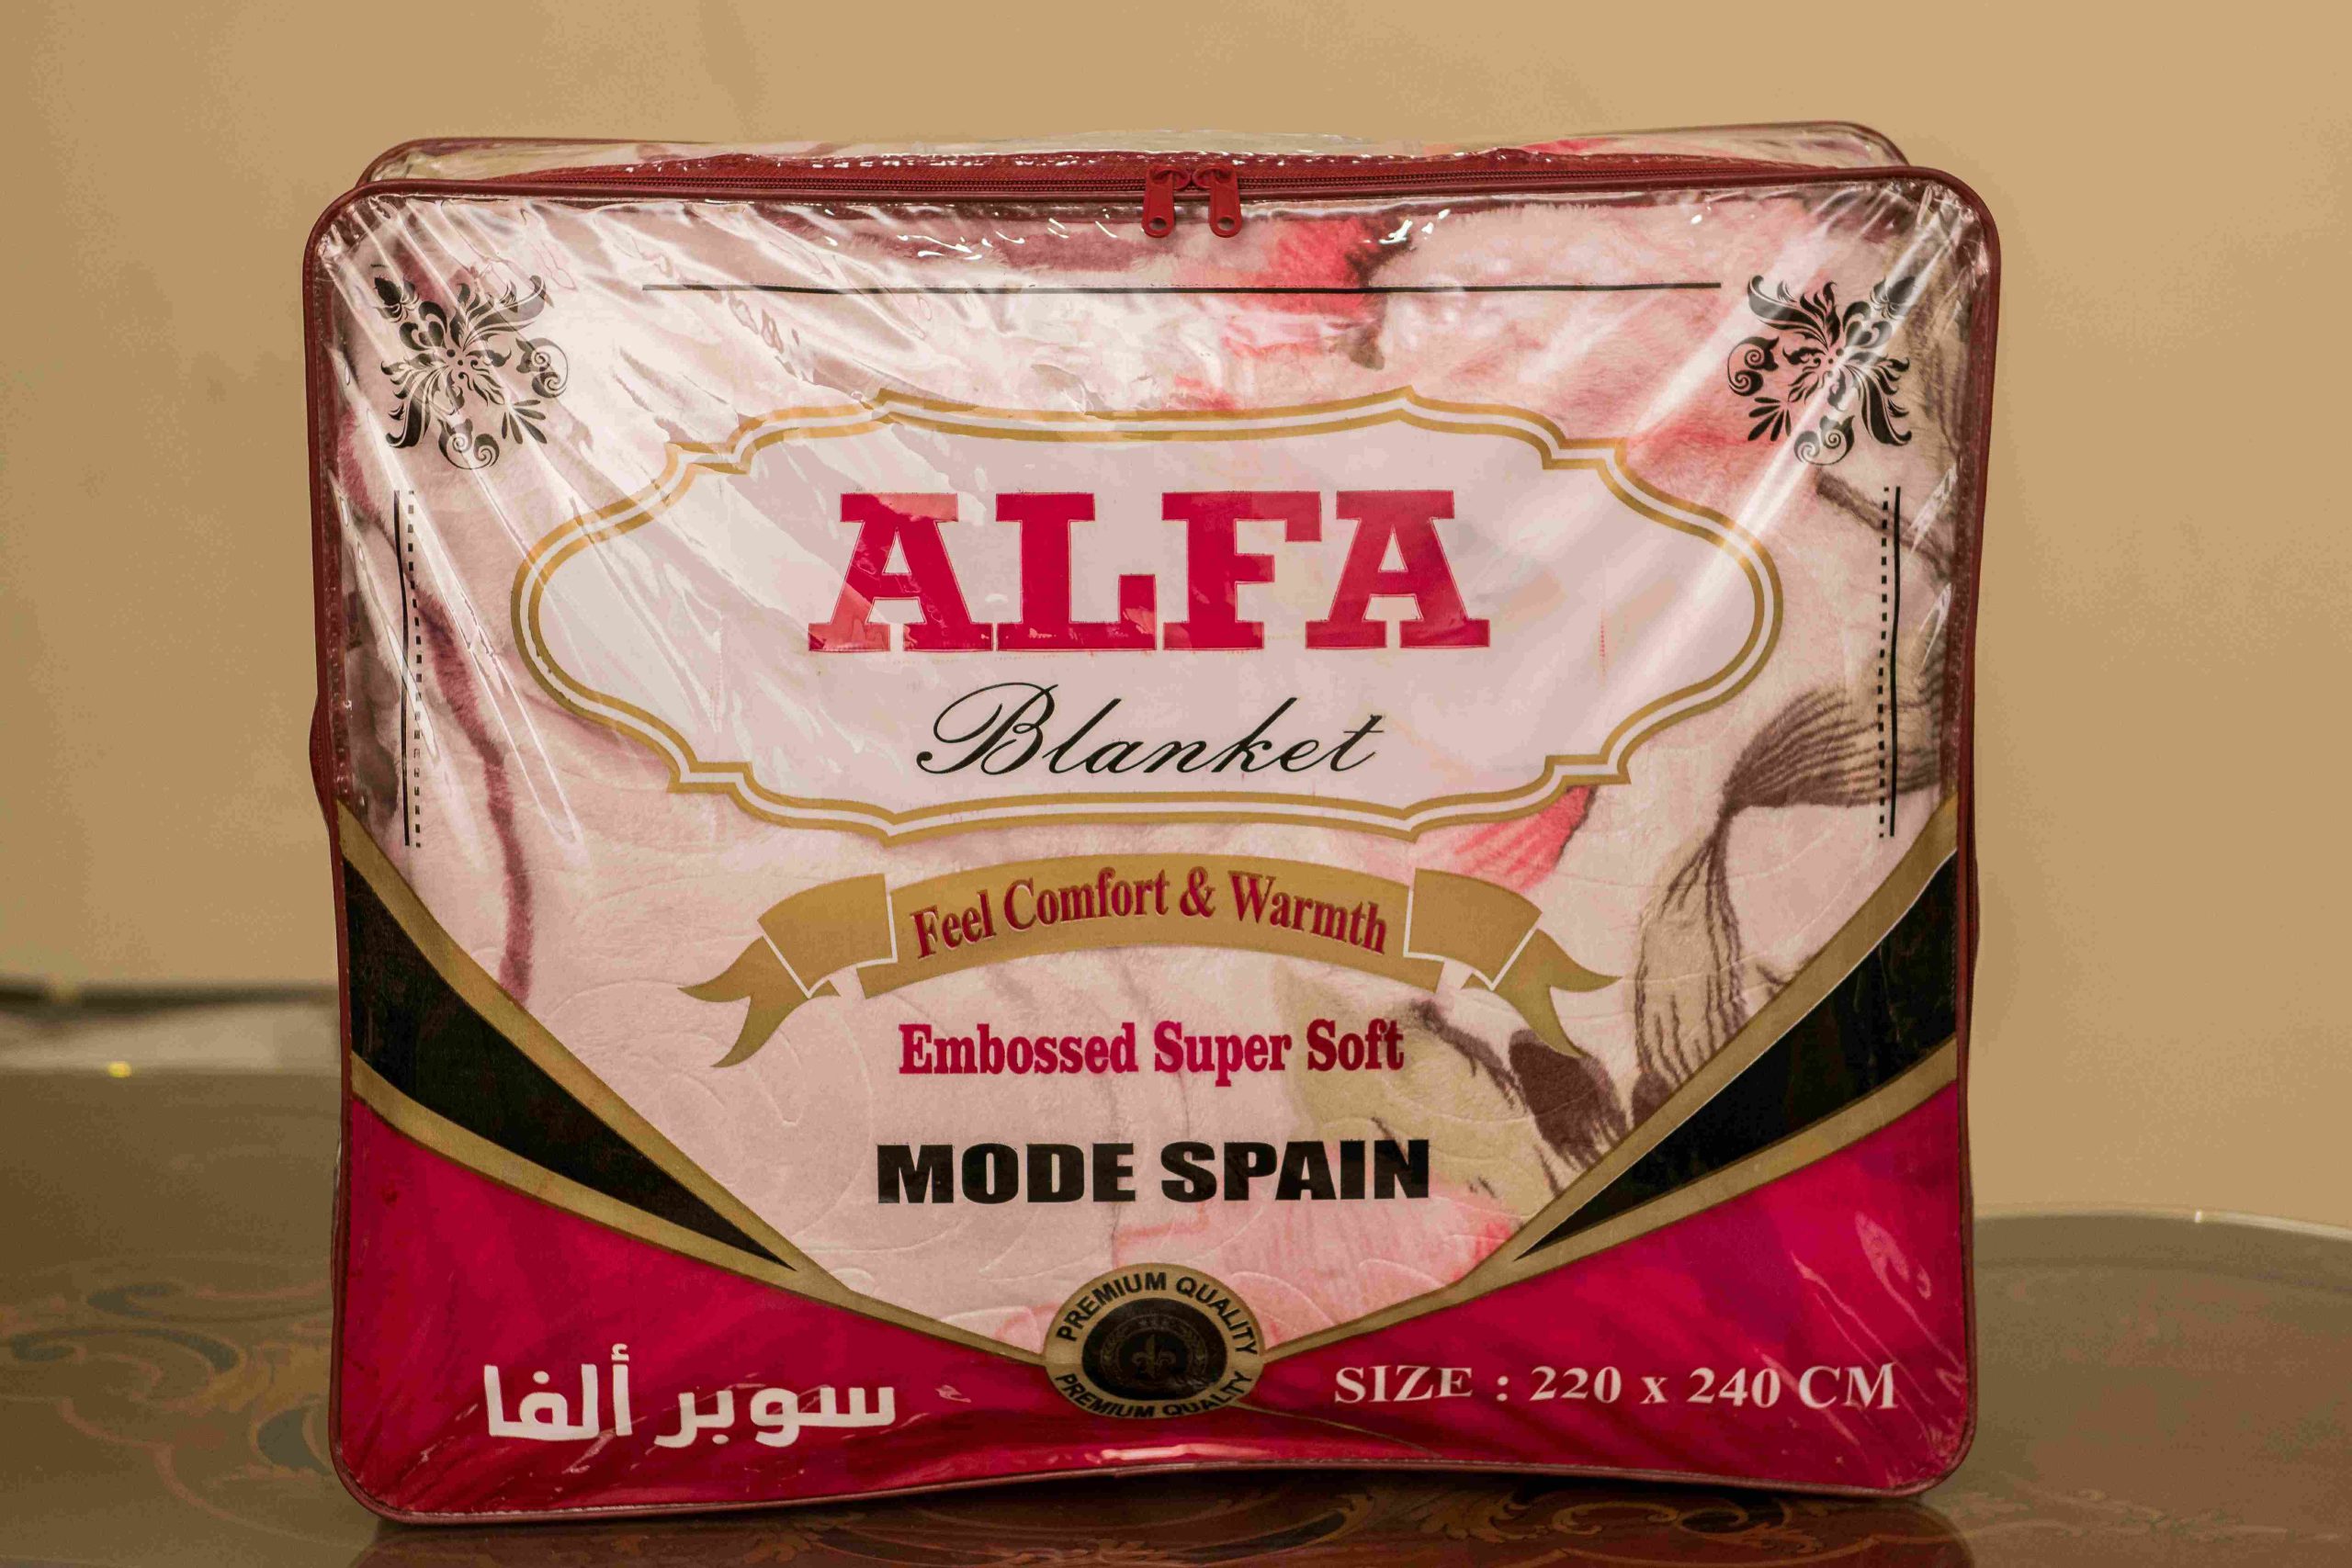 ALFA
Blanket
Feel Comfort & Warmth
Embossed Super Soft
MODE SPAIN
PREMIUM QUALITY
PREMIUM QUALITY
سوبر ألفا
SIZE : 220 x 240 CM